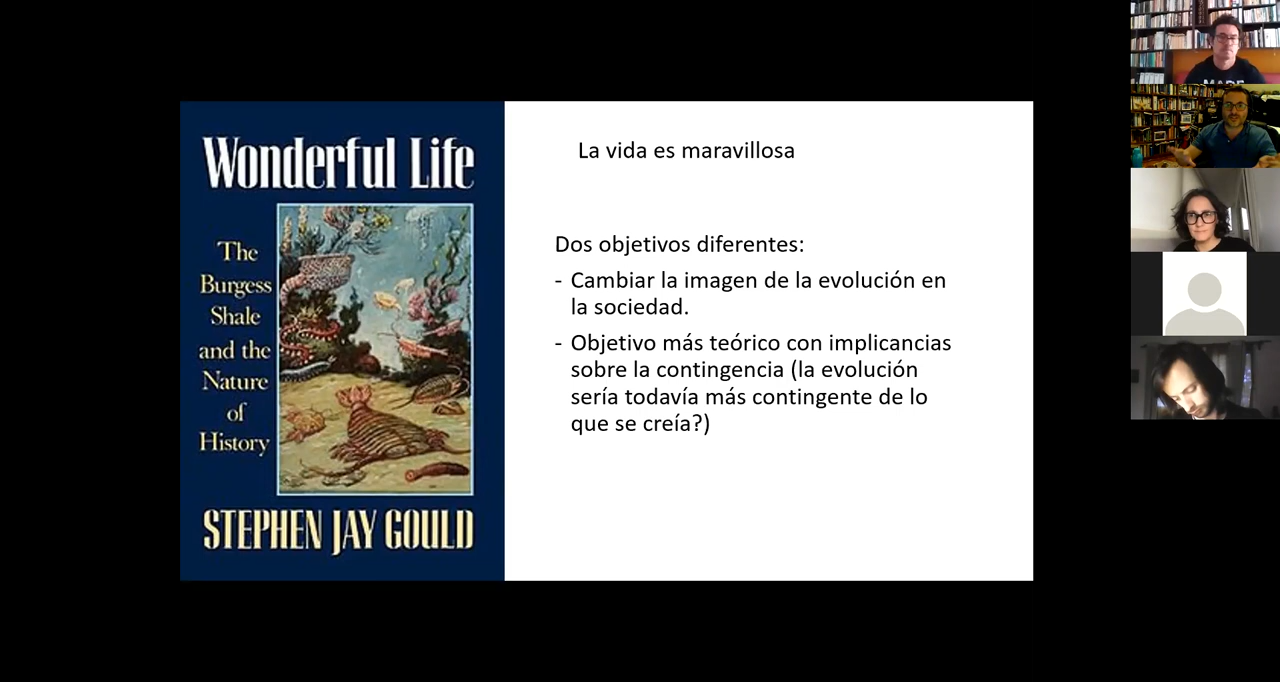 Wonderful Life
The
Burgess
Shale
and the
Nature
of
History
STEPHEN JAY GOULD
La vida es maravillosa
Dos objetivos diferentes:
- Cambiar la imagen de la evolución en
la sociedad.
- Objetivo más teórico con implicancias
sobre la contingencia (la evolución
sería todavía más contingente de lo
que se creía?)
MADE